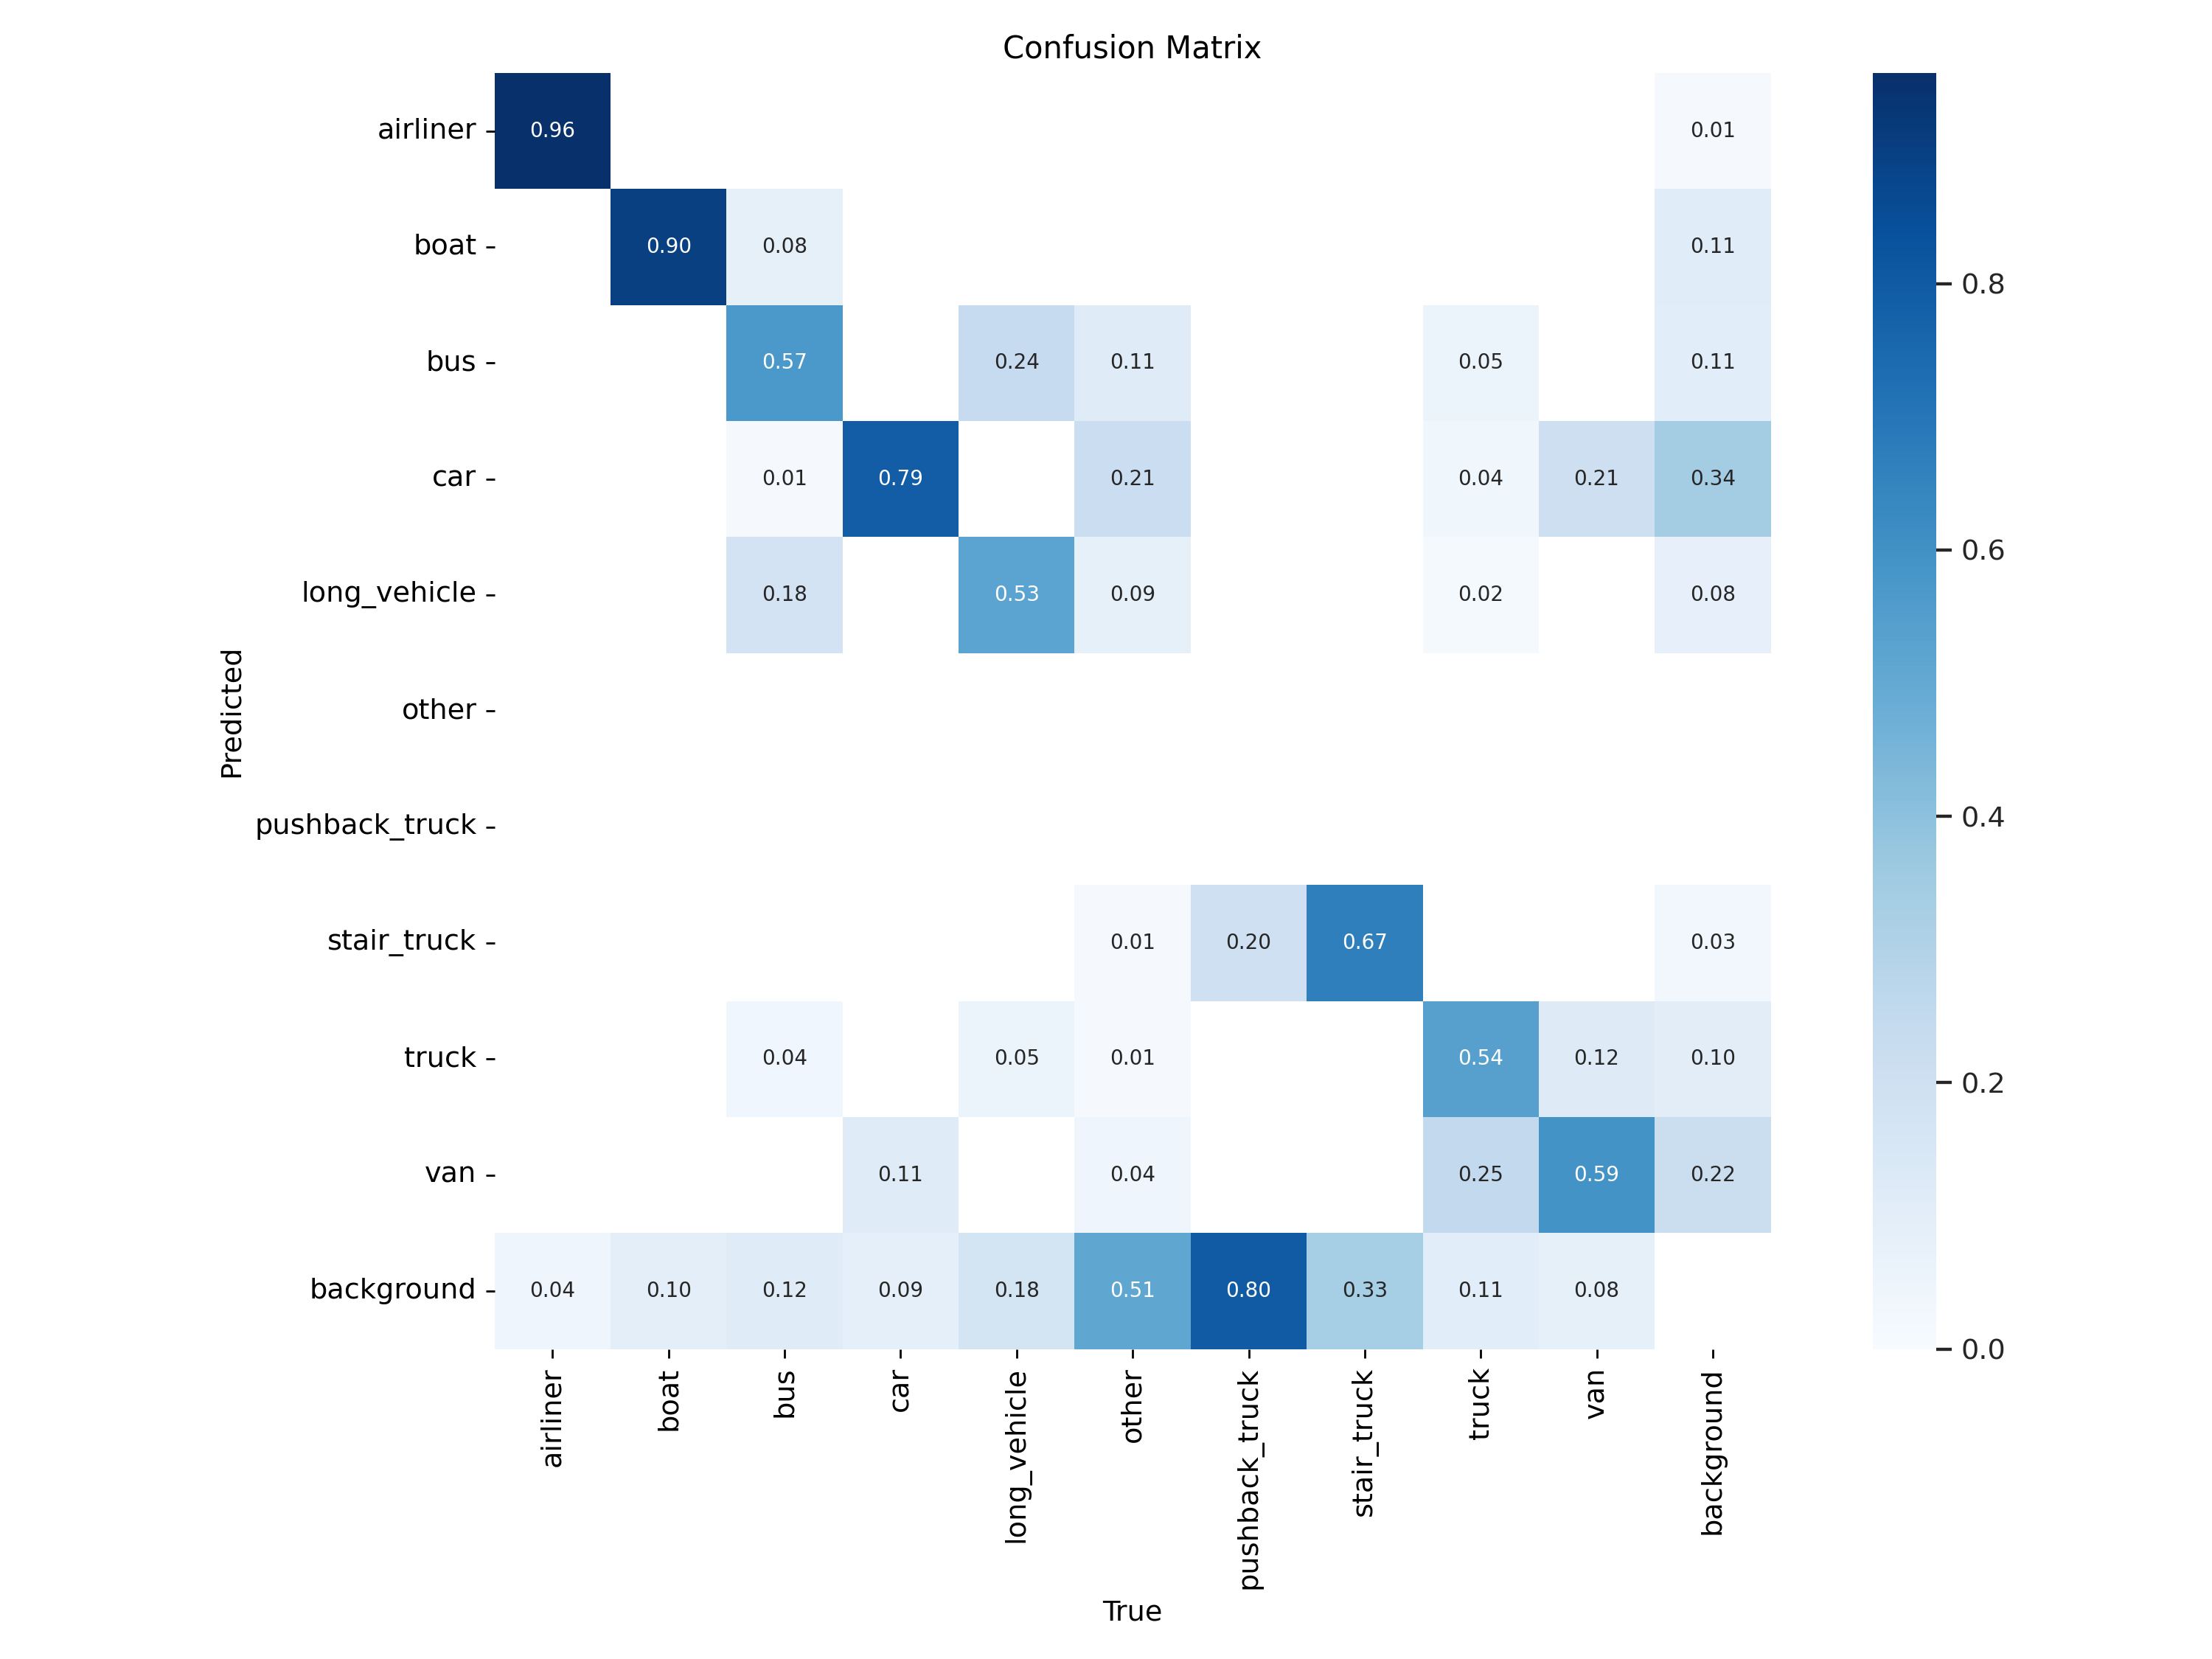 Confusion Matrix
airliner 0.96 0.01
boat 0.90 0.08 0.11 0.8
bus 0.57 0.24 0.11 0.05 0.11
car 0.01 0.79 0.21 0.04 0.21 0.34
long_vehicle 0.18 0.53 0.09 0.02 0.08 0.6
other
Predicted
pushback_truck 0.4
stair_truck 0.01 0.20 0.67 0.03
truck 0.04 0.05 0.01 0.54 0.12 0.10 0.2
van 0.11 0.04 0.25 0.59 0.22
background 0.04 0.10 0.12 0.09 0.18 0.51 0.80 0.33 0.11 0.08 0.0
airliner boat bus car long_vehicle other pushback_truck stair_truck truck van background
True